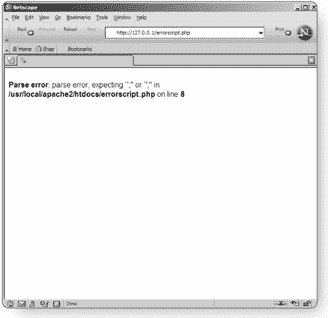 Netscape
File Edit View Go Bookmarks Tools Window Help
Back Reload Stop http://127.0.0.1/errorscript.php Print
Home Bookmarks
Parse error: parse error, expecting `","' or `";"' in
/usr/local/apache2/htdocs/errorscript.php on line 8
Done